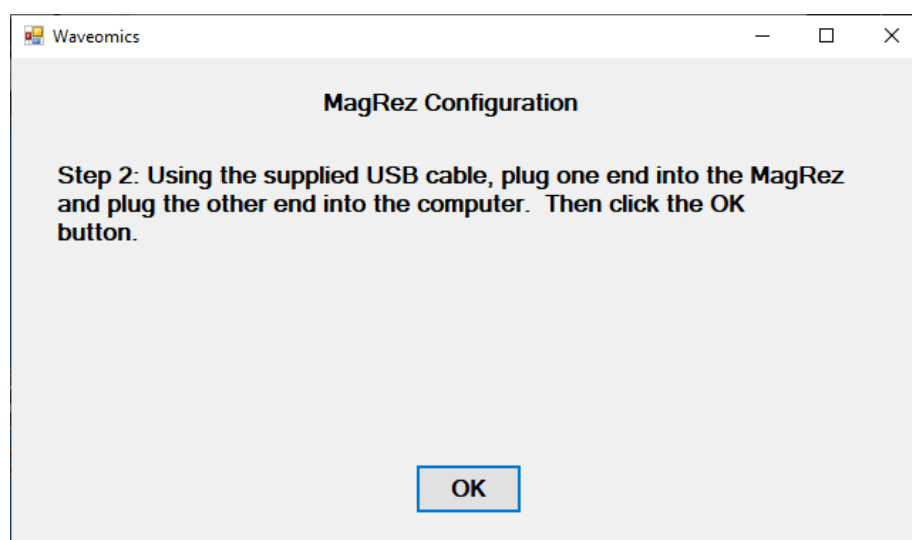 Waveomics
MagRez Configuration
Step 2: Using the supplied USB cable, plug one end into the MagRez
and plug the other end into the computer.  Then click the OK
button.
OK